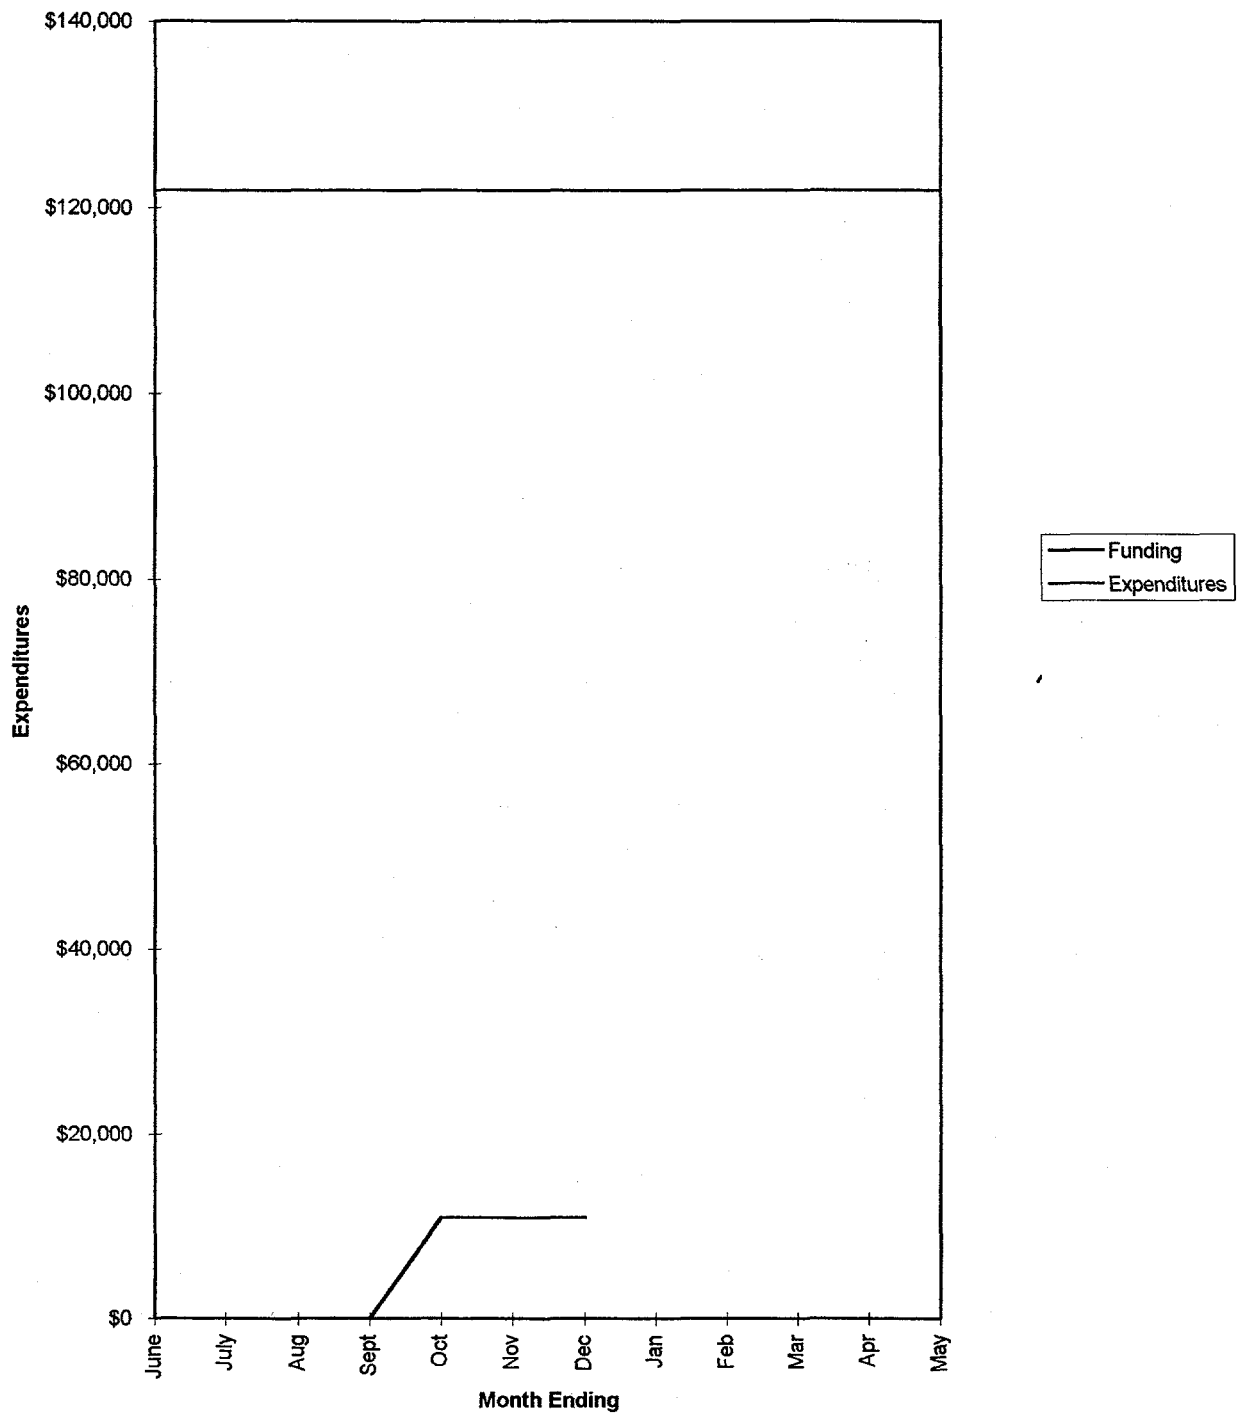 $140,000
$120,000
$100,000
$80,000
$60,000
$40,000
$20,000
$0
Expenditures
June
July
Aug
Sept
Oct
Nov
Dec
Jan
Feb
Mar
Apr
May
Month Ending
Funding
Expenditures